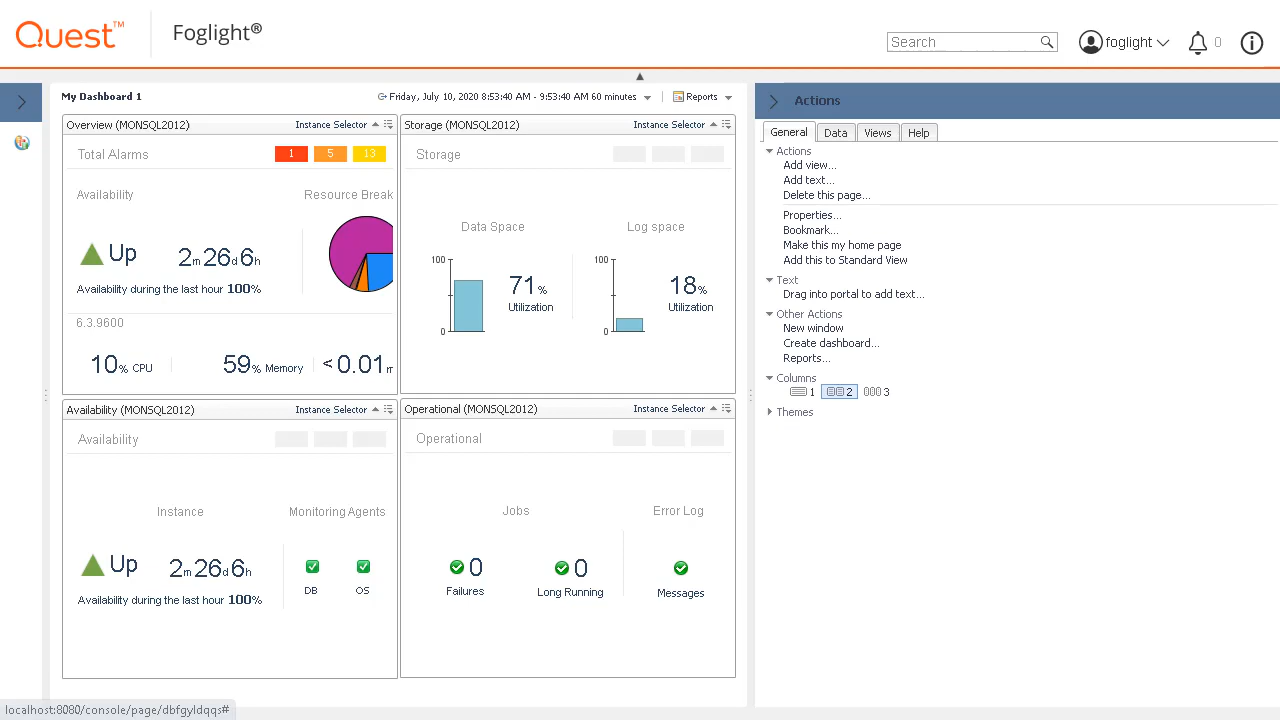 Quest™
Foglight®
Search
foglight
0
My Dashboard 1
Friday, July 10, 2020 8:53:40 AM - 9:53:40 AM 60 minutes
Reports
Actions
General
Data
Views
Help
Actions
Add view...
Add text...
Delete this page...
Properties...
Bookmark...
Make this my home page
Add this to Standard View
Text
Drag into portal to add text...
Other Actions
New window
Create dashboard...
Reports...
Columns
1
2
3
Themes
Overview (MONSQL2012)
Instance Selector
Total Alarms
1
5
13
Availability
Resource Break
Up
2m 26d 6h
Availability during the last hour 100%
6.3.9600
10% CPU
59% Memory
< 0.01
Storage (MONSQL2012)
Instance Selector
Storage
Data Space
Log space
100
0
71%
Utilization
100
0
18%
Utilization
Availability (MONSQL2012)
Instance Selector
Availability
Instance
Monitoring Agents
Up
2m 26d 6h
DB
OS
Availability during the last hour 100%
Operational (MONSQL2012)
Instance Selector
Operational
Jobs
Error Log
0
0
Failures
Long Running
Messages
localhost:8080/console/page/dbfgyldqqs#